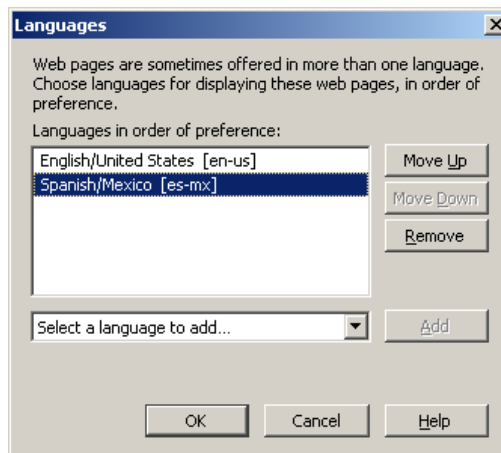 Languages
Web pages are sometimes offered in more than one language.
Choose languages for displaying these web pages, in order of
preference.
Languages in order of preference:
English/United States [en-us]
Spanish/Mexico [es-mx]
Move Up
Move Down
Remove
Select a language to add...
Add
OK
Cancel
Help